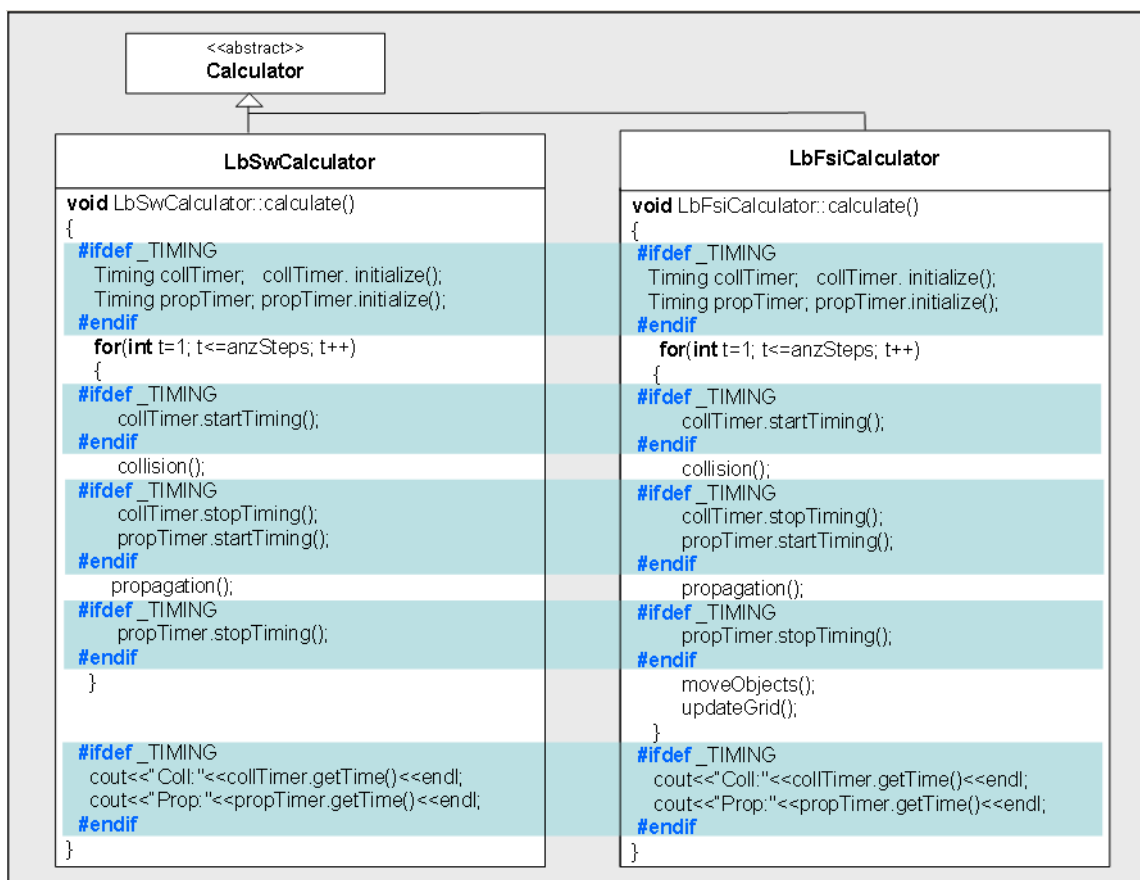 <<abstract>>
Calculator
LbSwCalculator
void LbSwCalculator::calculate()
{
#ifdef _TIMING
Timing collTimer; collTimer. initialize();
Timing propTimer; propTimer.initialize();
#endif
for(int t=1; t<=anzSteps; t++)
{
#ifdef _TIMING
collTimer.startTiming();
#endif
collision();
#ifdef _TIMING
collTimer.stopTiming();
propTimer.startTiming();
#endif
propagation();
#ifdef _TIMING
propTimer.stopTiming();
#endif
}
#ifdef _TIMING
cout<<"Coll:"<<collTimer.getTime()<<endl;
cout<<"Prop:"<<propTimer.getTime()<<endl;
#endif
}
LbFsiCalculator
void LbFsiCalculator::calculate()
{
#ifdef _TIMING
Timing collTimer; collTimer. initialize();
Timing propTimer; propTimer.initialize();
#endif
for(int t=1; t<=anzSteps; t++)
{
#ifdef _TIMING
collTimer.startTiming();
#endif
collision();
#ifdef _TIMING
collTimer.stopTiming();
propTimer.startTiming();
#endif
propagation();
#ifdef _TIMING
propTimer.stopTiming();
#endif
moveObjects();
updateGrid();
}
#ifdef _TIMING
cout<<"Coll:"<<collTimer.getTime()<<endl;
cout<<"Prop:"<<propTimer.getTime()<<endl;
#endif
}